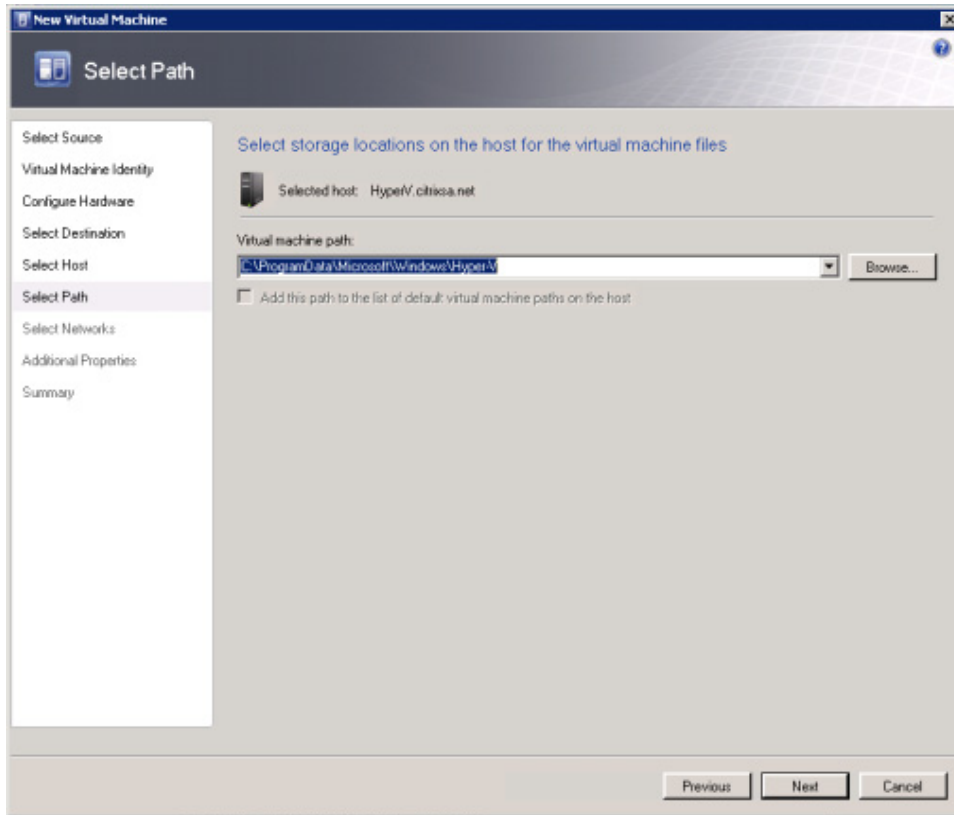 New Virtual Machine
Select Path
Select Source
Virtual Machine Identity
Configure Hardware
Select Destination
Select Host
Select Path
Select Networks
Additional Properties
Summary
Select storage locations on the host for the virtual machine files
Selected host: HyperV.citrixsa.net
Virtual machine path:
C:\ProgramData\Microsoft\Windows\Hyper-V
Browse...
Add this path to the list of default virtual machine paths on the host
Previous
Next
Cancel